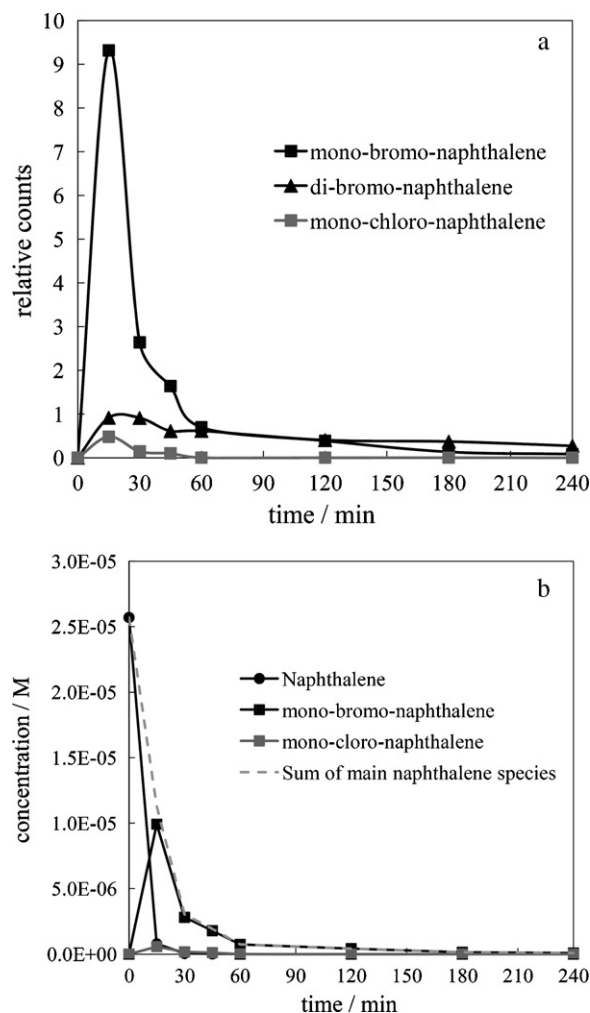 a
10
9
8
7
6
5
4
3
2
1
0
relative counts
mono-bromo-naphthalene
di-bromo-naphthalene
mono-chloro-naphthalene
0 30 60 90 120 150 180 210 240
time / min
b
3.0E-05
2.5E-05
2.0E-05
1.5E-05
1.0E-05
5.0E-06
0.0E+00
concentration / M
Naphthalene
mono-bromo-naphthalene
mono-cloro-naphthalene
Sum of main naphthalene species
0 30 60 90 120 150 180 210 240
time / min